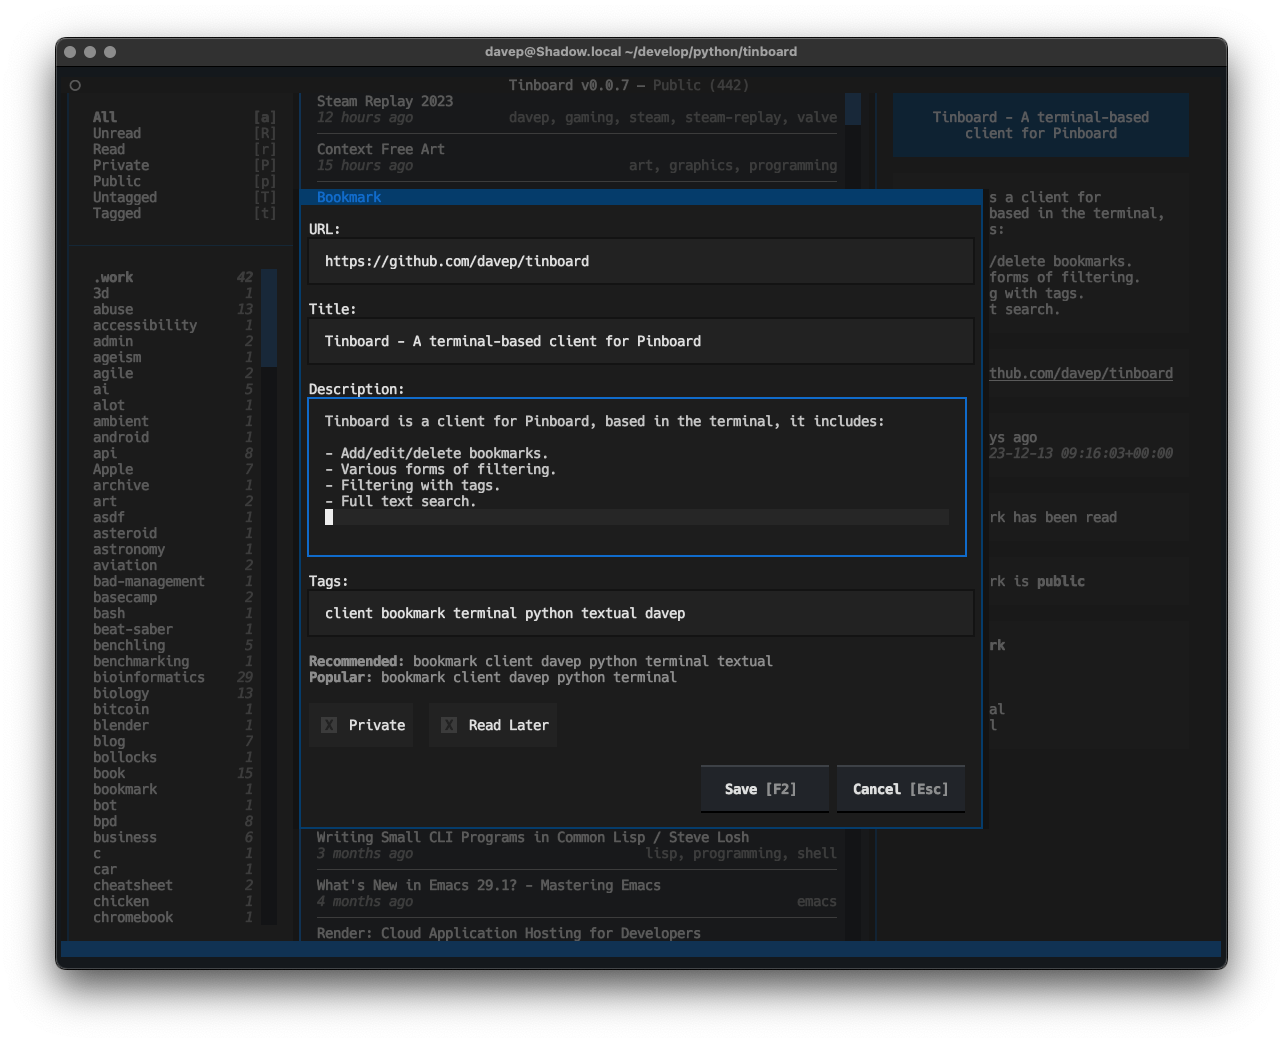 davep@Shadow.local ~/develop/python/tinboard
Tinboard v0.0.7 — Public (442)
All [a]
Unread [R]
Read [r]
Private [P]
Public [p]
Untagged [T]
Tagged [t]
.work 42
3d 1
abuse 13
accessibility 1
admin 2
ageism 1
agile 2
ai 5
alot 1
ambient 1
android 1
api 8
Apple 7
archive 1
art 2
asdf 1
asteroid 1
astronomy 1
aviation 2
bad-management 1
basecamp 2
bash 1
beat-saber 1
benchling 5
benchmarking 1
bioinformatics 29
biology 13
bitcoin 1
blender 1
blog 7
bollocks 1
book 15
bookmark 1
bot 1
bpd 8
business 6
c 1
car 1
cheatsheet 2
chicken 1
chromebook 1
Steam Replay 2023
12 hours ago davep, gaming, steam, steam-replay, valve
Context Free Art
15 hours ago art, graphics, programming
Bookmark
URL:
https://github.com/davep/tinboard
Title:
Tinboard - A terminal-based client for Pinboard
Description:
Tinboard is a client for Pinboard, based in the terminal, it includes:
- Add/edit/delete bookmarks.
- Various forms of filtering.
- Filtering with tags.
- Full text search.
Tags:
client bookmark terminal python textual davep
Recommended: bookmark client davep python terminal textual
Popular: bookmark client davep python terminal
X Private X Read Later
Save [F2] Cancel [Esc]
Writing Small CLI Programs in Common Lisp / Steve Losh
3 months ago lisp, programming, shell
What's New in Emacs 29.1? - Mastering Emacs
4 months ago emacs
Render: Cloud Application Hosting for Developers
Tinboard - A terminal-based
client for Pinboard
s a client for
based in the terminal,
s:
/delete bookmarks.
forms of filtering.
g with tags.
t search.
thub.com/davep/tinboard
ys ago
23-12-13 09:16:03+00:00
rk has been read
rk is public
rk
al
l